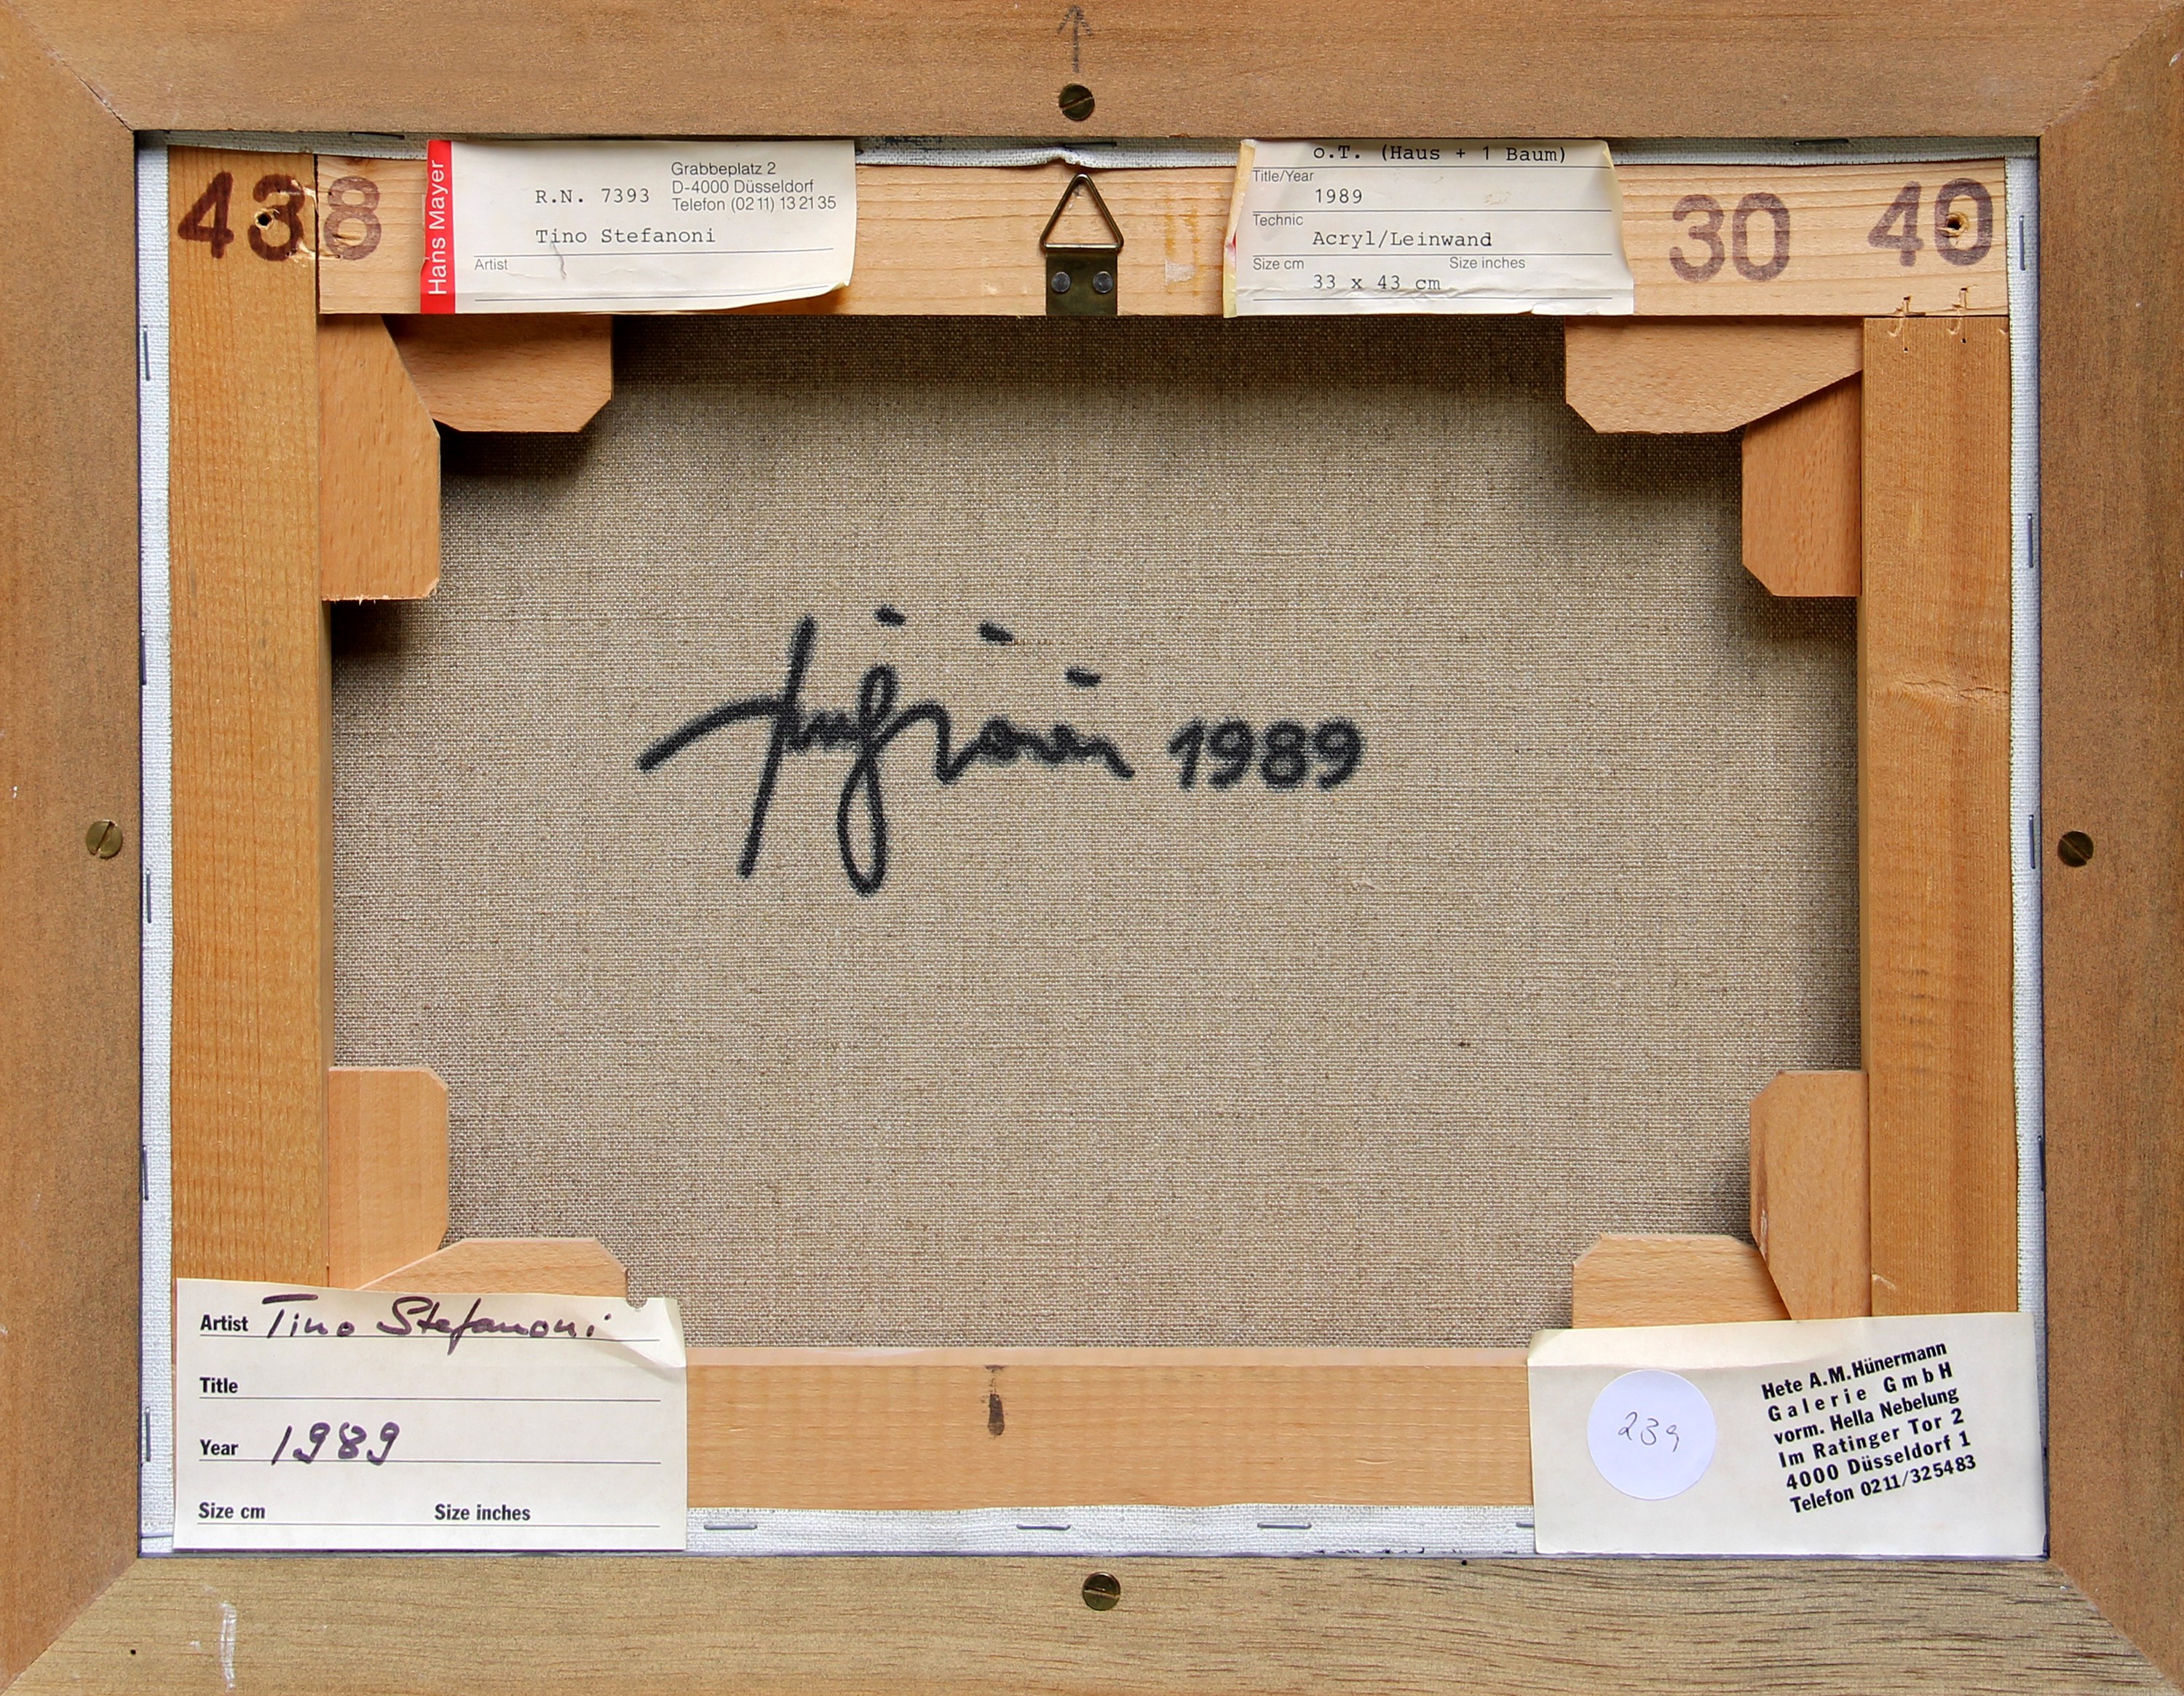 438
Hans Mayer
Grabbeplatz 2
R.N. 7393 D-4000 Düsseldorf
Telefon (02 11) 13 21 35
Tino Stefanoni
Artist
o.T. (Haus + 1 Baum)
Title/Year
1989
Technic
Acryl/Leinwand
Size cm Size inches
33 x 43 cm
30 40
1989
Artist Tino Stefanoni
Title
Year 1989
Size cm Size inches
239
Hete A.M. Hünermann
Galerie GmbH
vorm. Hella Nebelung
Im Ratinger Tor 2
4000 Düsseldorf 1
Telefon 0211/325483